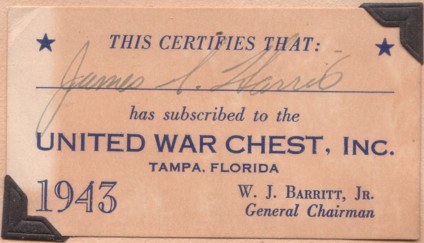 ★ THIS CERTIFIES THAT: ★
James S. Harris
has subscribed to the
UNITED WAR CHEST, INC.
TAMPA, FLORIDA
1943
W. J. BARRITT, JR.
General Chairman